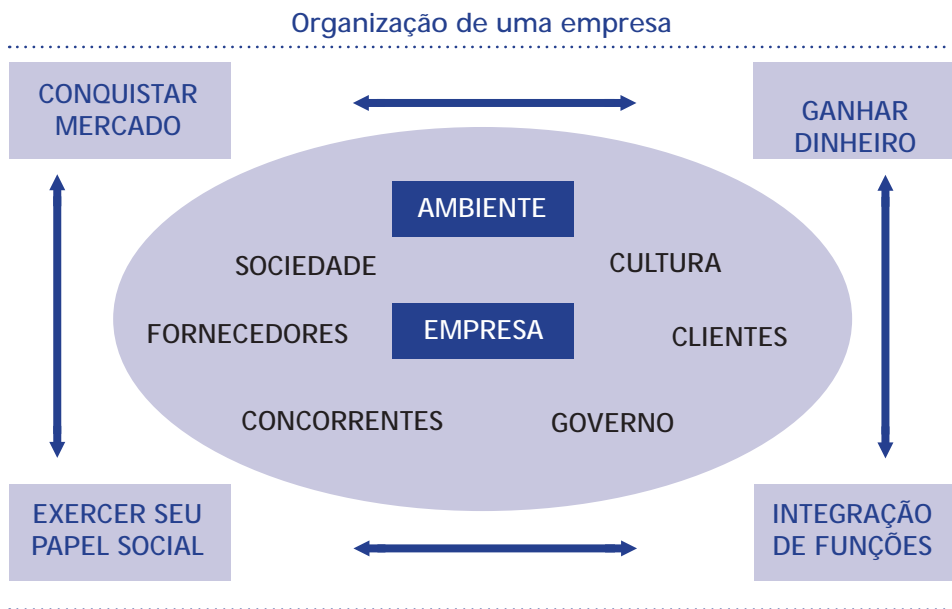 Organização de uma empresa
CONQUISTAR
MERCADO
GANHAR
DINHEIRO
AMBIENTE
SOCIEDADE
CULTURA
FORNECEDORES
EMPRESA
CLIENTES
CONCORRENTES
GOVERNO
EXERCER SEU
PAPEL SOCIAL
INTEGRAÇÃO
DE FUNÇÕES